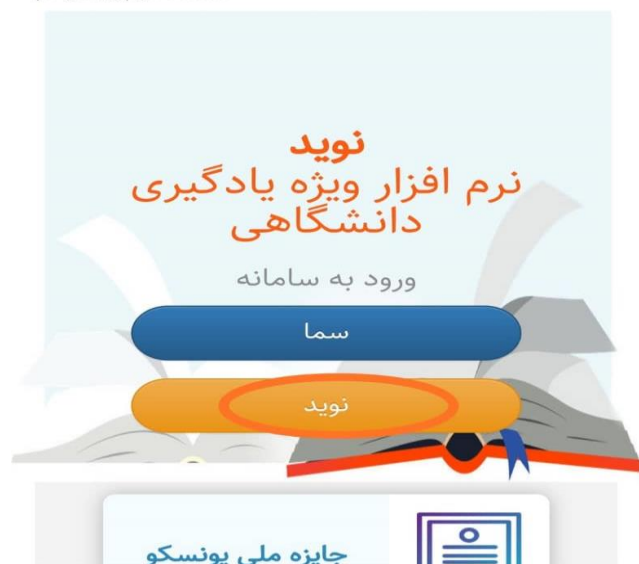 نوید
نرم افزار ویژه یادگیری
دانشگاهی
ورود به سامانه
سما
نوید
جایزه ملی یونسکو